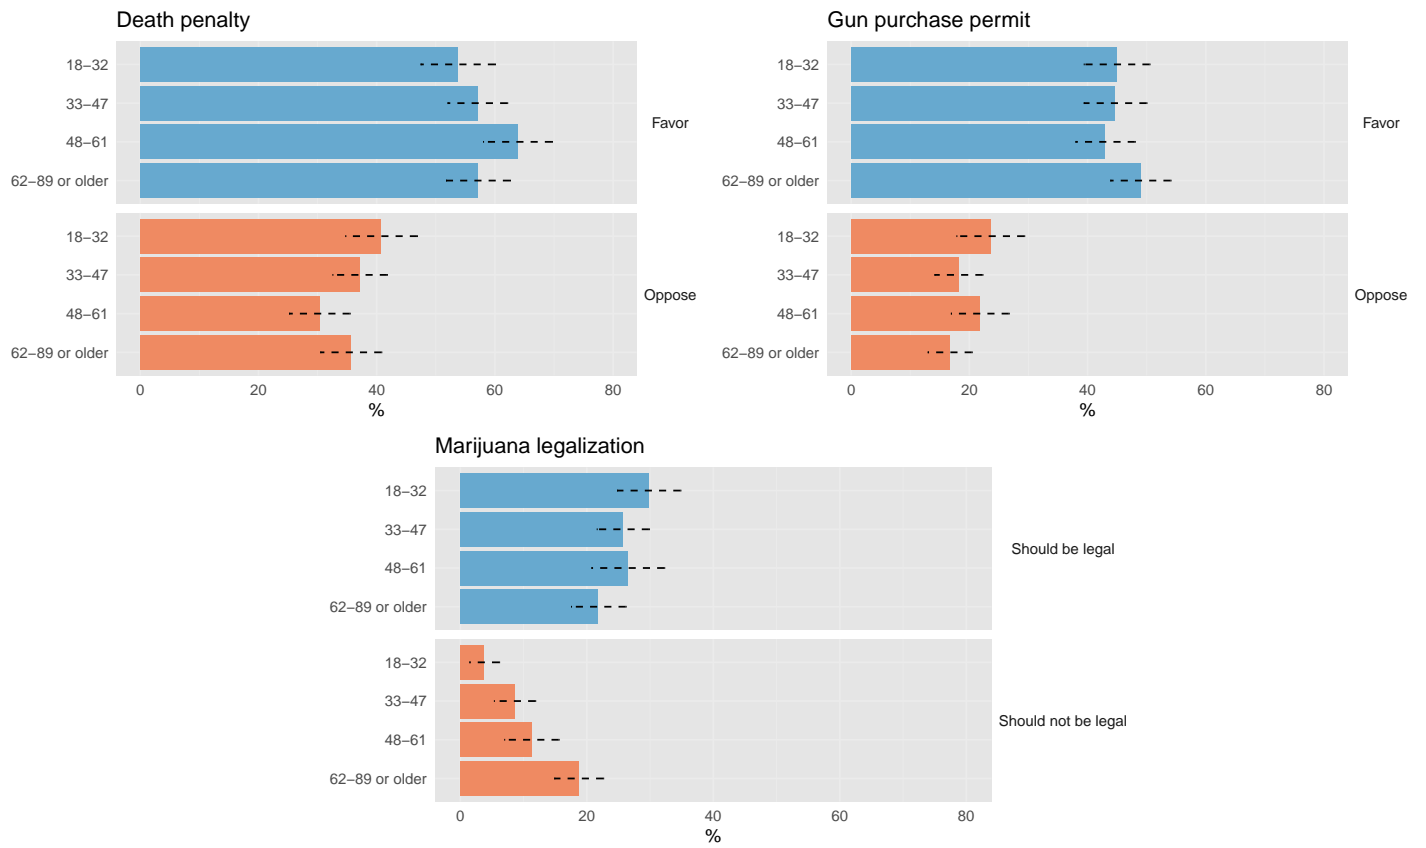 Death penalty
18–32
33–47
48–61
62–89 or older
Favor
18–32
33–47
48–61
62–89 or older
Oppose
0 20 40 60 80
%
Gun purchase permit
18–32
33–47
48–61
62–89 or older
Favor
18–32
33–47
48–61
62–89 or older
Oppose
0 20 40 60 80
%
Marijuana legalization
18–32
33–47
48–61
62–89 or older
Should be legal
18–32
33–47
48–61
62–89 or older
Should not be legal
0 20 40 60 80
%